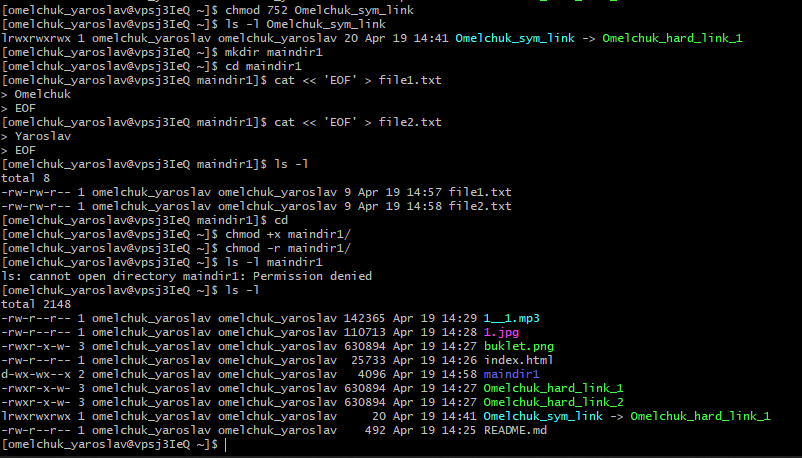 [omelchuk_yaroslav@vpsj3IeQ ~]$ chmod 752 Omelchuk_sym_link
[omelchuk_yaroslav@vpsj3IeQ ~]$ ls -l Omelchuk_sym_link
lrwxrwxrwx 1 omelchuk_yaroslav omelchuk_yaroslav 20 Apr 19 14:41 Omelchuk_sym_link -> Omelchuk_hard_link_1
[omelchuk_yaroslav@vpsj3IeQ ~]$ mkdir maindir1
[omelchuk_yaroslav@vpsj3IeQ ~]$ cd maindir1
[omelchuk_yaroslav@vpsj3IeQ maindir1]$ cat << 'EOF' > file1.txt
> Omelchuk
> EOF
[omelchuk_yaroslav@vpsj3IeQ maindir1]$ cat << 'EOF' > file2.txt
> Yaroslav
> EOF
[omelchuk_yaroslav@vpsj3IeQ maindir1]$ ls -l
total 8
-rw-rw-r-- 1 omelchuk_yaroslav omelchuk_yaroslav 9 Apr 19 14:57 file1.txt
-rw-rw-r-- 1 omelchuk_yaroslav omelchuk_yaroslav 9 Apr 19 14:58 file2.txt
[omelchuk_yaroslav@vpsj3IeQ maindir1]$ cd
[omelchuk_yaroslav@vpsj3IeQ ~]$ chmod +x maindir1/
[omelchuk_yaroslav@vpsj3IeQ ~]$ chmod -r maindir1/
[omelchuk_yaroslav@vpsj3IeQ ~]$ ls -l maindir1
ls: cannot open directory maindir1: Permission denied
[omelchuk_yaroslav@vpsj3IeQ ~]$ ls -l
total 2148
-rw-r--r-- 1 omelchuk_yaroslav omelchuk_yaroslav 142365 Apr 19 14:29 1__1.mp3
-rw-r--r-- 1 omelchuk_yaroslav omelchuk_yaroslav 110713 Apr 19 14:28 1.jpg
-rwxr-x-w- 3 omelchuk_yaroslav omelchuk_yaroslav 630894 Apr 19 14:27 buklet.png
-rw-r--r-- 1 omelchuk_yaroslav omelchuk_yaroslav  25733 Apr 19 14:26 index.html
d-wx-wx--x 2 omelchuk_yaroslav omelchuk_yaroslav   4096 Apr 19 14:58 maindir1
-rwxr-x-w- 3 omelchuk_yaroslav omelchuk_yaroslav 630894 Apr 19 14:27 Omelchuk_hard_link_1
-rwxr-x-w- 3 omelchuk_yaroslav omelchuk_yaroslav 630894 Apr 19 14:27 Omelchuk_hard_link_2
lrwxrwxrwx 1 omelchuk_yaroslav omelchuk_yaroslav     20 Apr 19 14:41 Omelchuk_sym_link -> Omelchuk_hard_link_1
-rw-r--r-- 1 omelchuk_yaroslav omelchuk_yaroslav    492 Apr 19 14:25 README.md
[omelchuk_yaroslav@vpsj3IeQ ~]$